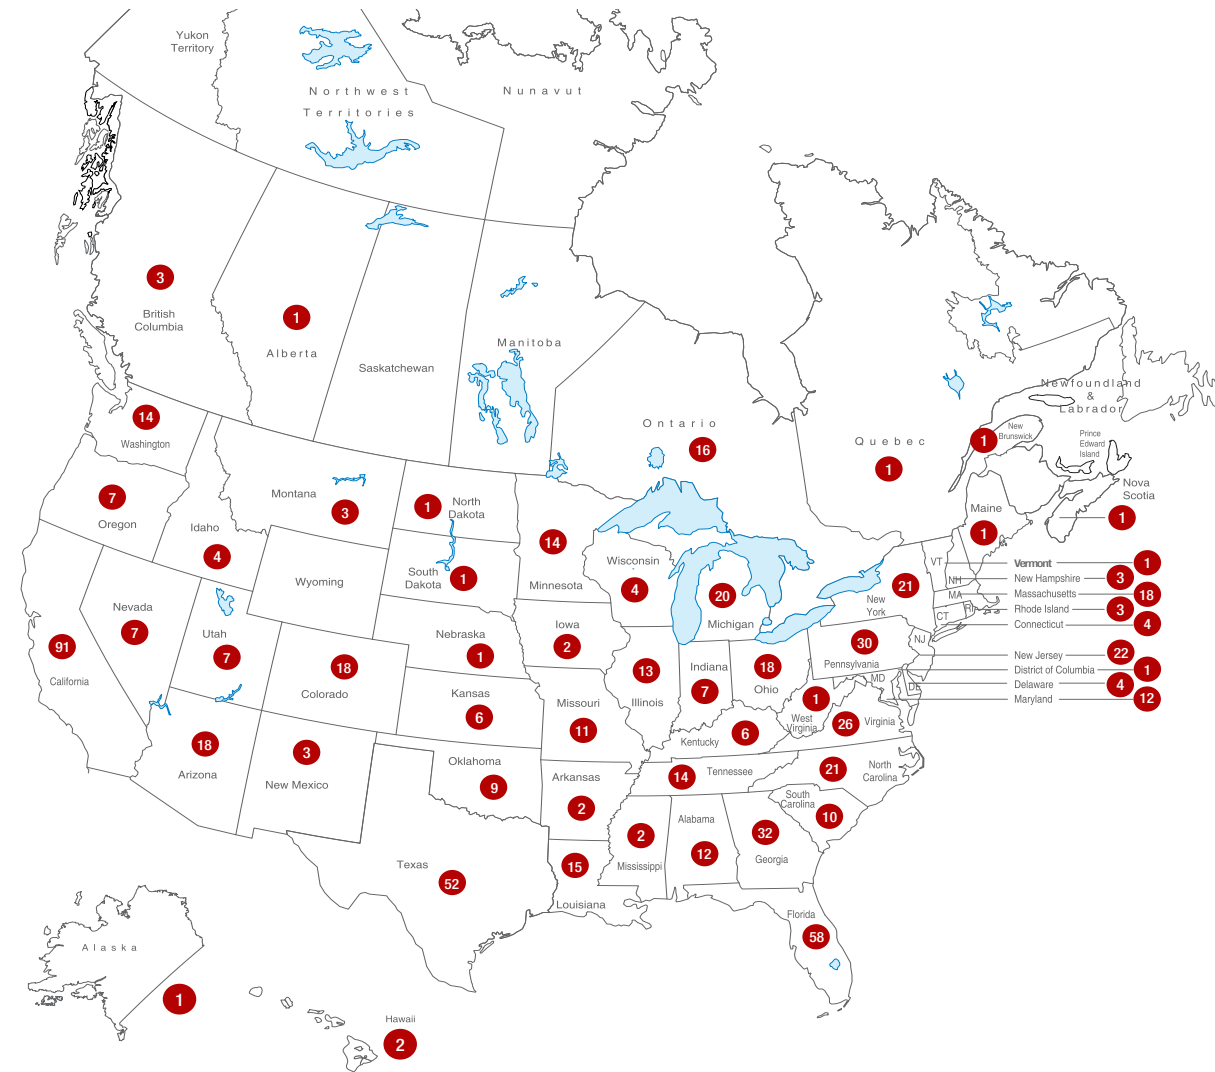 Yukon
Territory
Northwest
Territories
Nunavut
3
British
Columbia
1
Alberta
Saskatchewan
Manitoba
Ontario
16
Quebec
1
Newfoundland
&
Labrador
1
New
Brunswick
Prince
Edward
Island
Nova
Scotia
1
14
Washington
7
Oregon
Idaho
4
Montana
3
1
North
Dakota
South
Dakota
1
Wyoming
14
Minnesota
Wisconsin
4
20
Michigan
Maine
1
VT
NH
MA
RI
CT
NJ
MD
DE
Vermont
1
New Hampshire
3
Massachusetts
18
Rhode Island
3
Connecticut
4
New Jersey
22
District of Columbia
1
Delaware
4
Maryland
12
21
New
York
30
Pennsylvania
91
California
Nevada
7
Utah
7
18
Colorado
Nebraska
1
Iowa
2
Kansas
6
Missouri
11
13
Illinois
Indiana
7
18
Ohio
1
West
Virginia
26
Virginia
Kentucky
6
18
Arizona
3
New Mexico
Oklahoma
9
Arkansas
2
14
Tennessee
21
North
Carolina
South
Carolina
10
Texas
52
15
Louisiana
2
Mississippi
Alabama
12
32
Georgia
Florida
58
Alaska
1
Hawaii
2